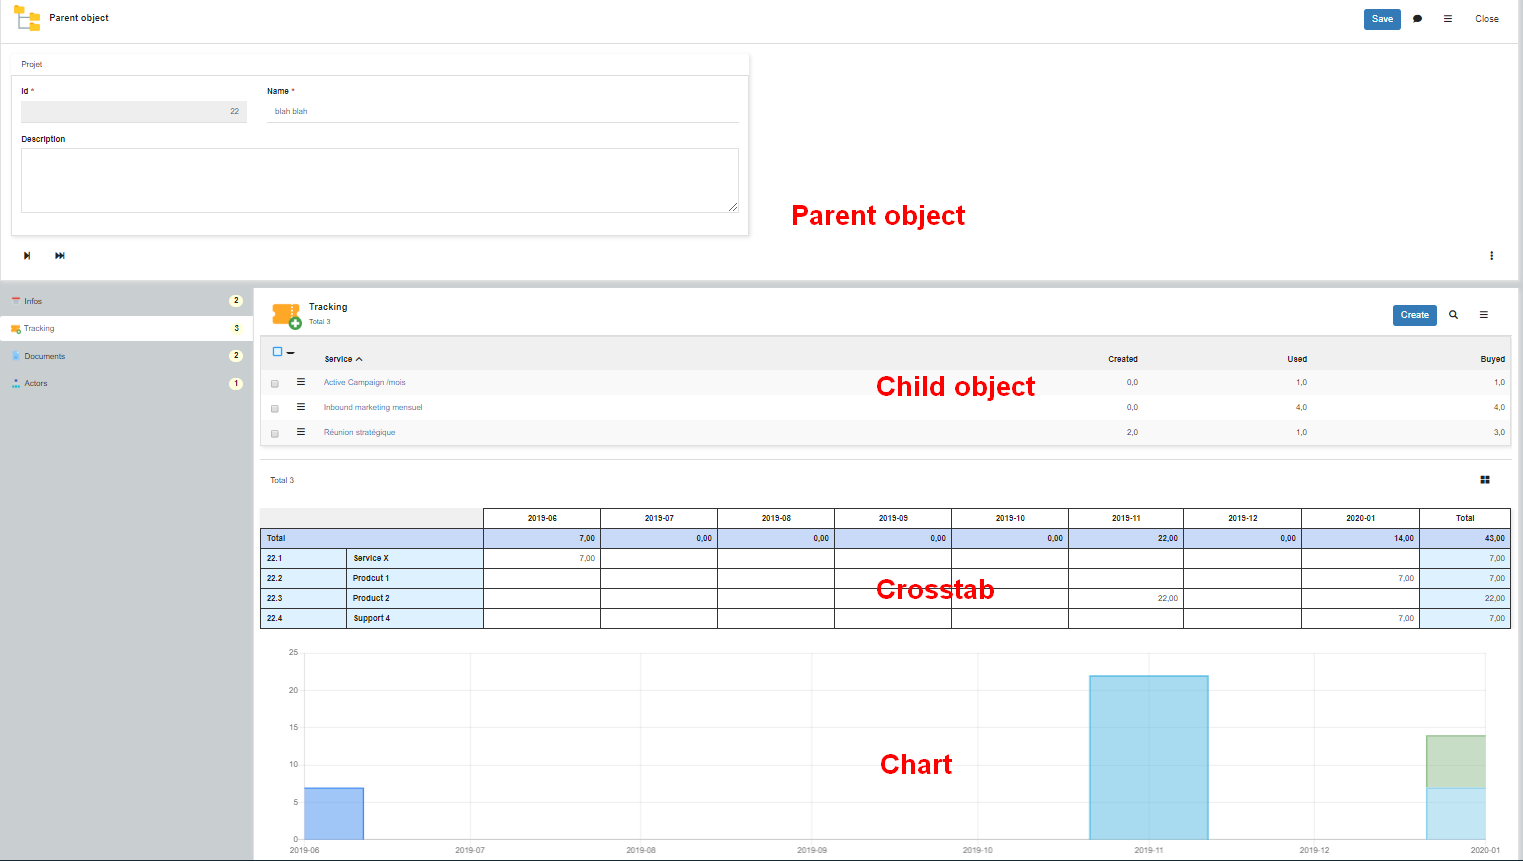 Parent object
Save Close
Projet
Id * Name *
22 blah blah
Description
Parent object
Infos 2
Tracking 3
Documents 2
Actors 1
Tracking
Total 3
Create
Service Created Used Buyed
Active Campaign /mois 0,0 1,0 1,0
Inbound marketing mensuel 0,0 4,0 4,0
Réunion stratégique 2,0 1,0 3,0
Child object
Total 3
2019-06 2019-07 2019-08 2019-09 2019-10 2019-11 2019-12 2020-01 Total
Total 7,00 0,00 0,00 0,00 0,00 22,00 0,00 14,00 43,00
22.1 Service X 7,00 7,00
22.2 Prodcut 1 7,00 7,00
22.3 Product 2 22,00 22,00
22.4 Support 4 7,00 7,00
Crosstab
25
20
15
10
5
0
Chart
2019-06 2019-07 2019-08 2019-09 2019-10 2019-11 2019-12 2020-01